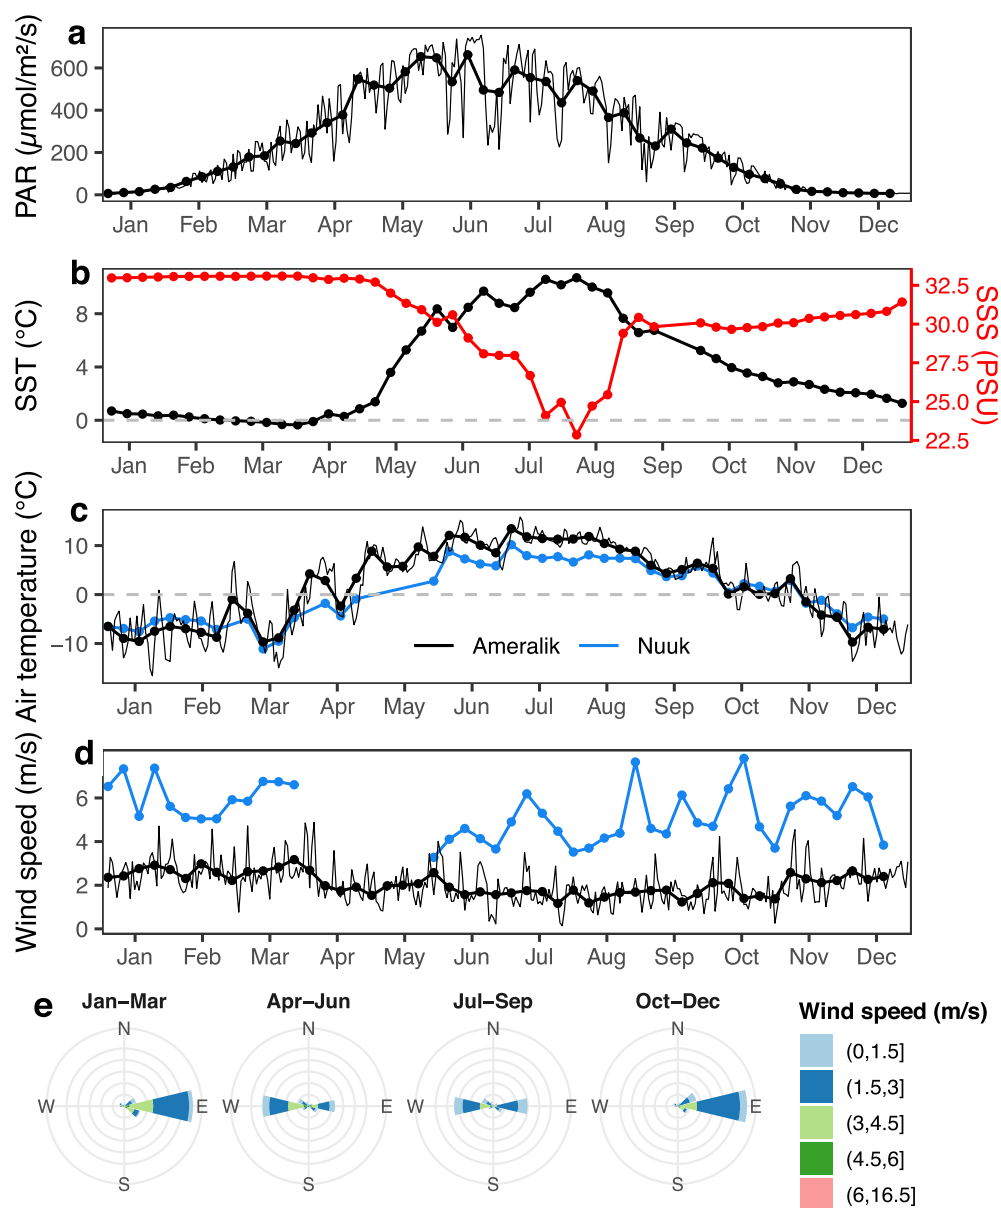 a
PAR (µmol/m²/s)
600
400
200
0
Jan Feb Mar Apr May Jun Jul Aug Sep Oct Nov Dec
b
SST (°C)
8
4
0
SSS (PSU)
32.5
30.0
27.5
25.0
22.5
Jan Feb Mar Apr May Jun Jul Aug Sep Oct Nov Dec
c
Air temperature (°C)
10
0
−10
Ameralik Nuuk
Jan Feb Mar Apr May Jun Jul Aug Sep Oct Nov Dec
d
Wind speed (m/s)
6
4
2
0
Jan Feb Mar Apr May Jun Jul Aug Sep Oct Nov Dec
e
Jan−Mar Apr−Jun Jul−Sep Oct−Dec
N N N N
W E W E W E W E
S S S S
Wind speed (m/s)
(0,1.5]
(1.5,3]
(3,4.5]
(4.5,6]
(6,16.5]